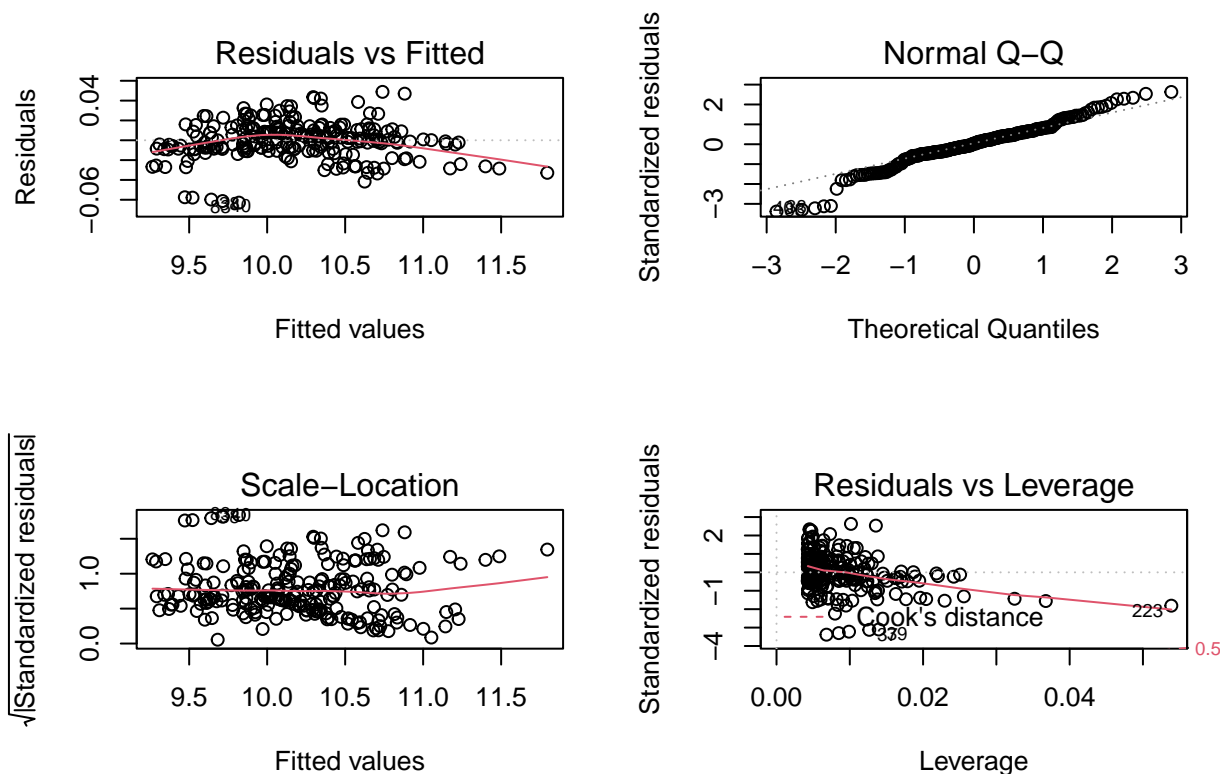 Residuals vs Fitted
Residuals
0.04
−0.06
9.5 10.0 10.5 11.0 11.5
Fitted values
Normal Q−Q
Standardized residuals
2
0
−3
−3 −2 −1 0 1 2 3
Theoretical Quantiles
Scale−Location
√|Standardized residuals|
1.0
0.0
9.5 10.0 10.5 11.0 11.5
Fitted values
Residuals vs Leverage
Standardized residuals
2
−1
−4
223
Cook's distance
0.5
0.00 0.02 0.04
Leverage